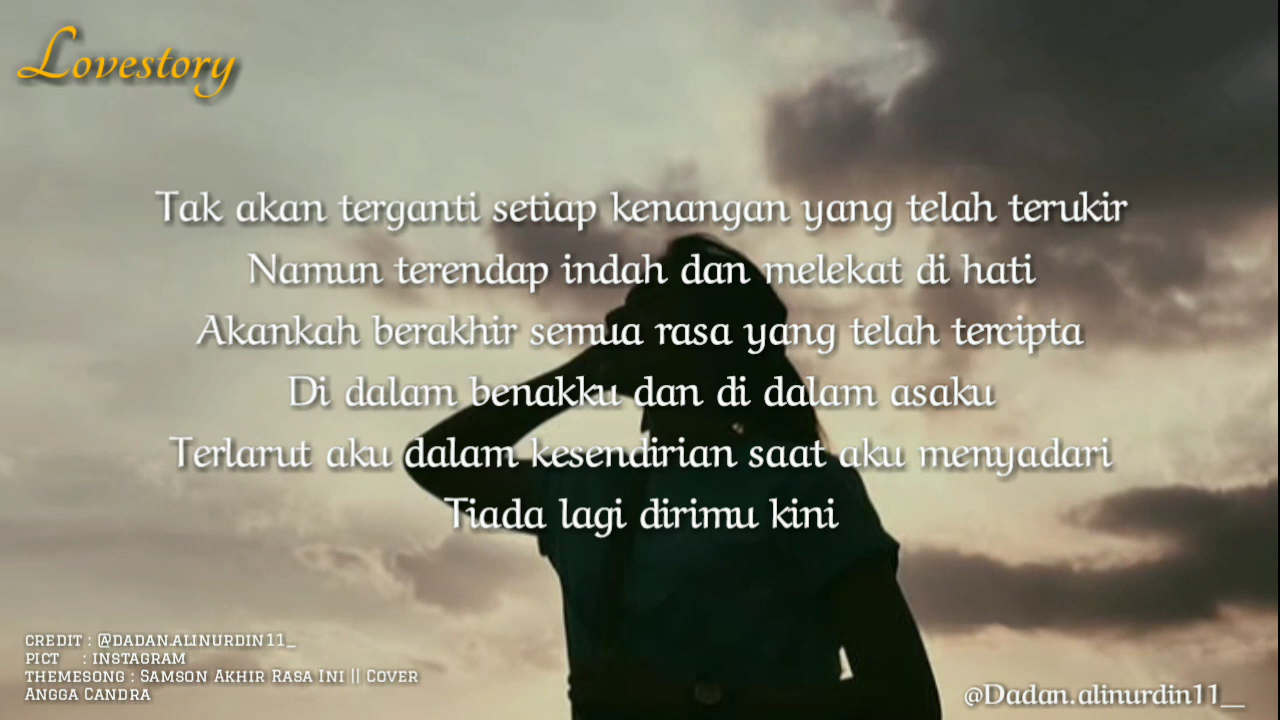 Lovestory
Tak akan terganti setiap kenangan yang telah terukir
Namun terendap indah dan melekat di hati
Akankah berakhir semua rasa yang telah tercipta
Di dalam benakku dan di dalam asaku
Terlarut aku dalam kesendirian saat aku menyadari
Tiada lagi dirimu kini
CREDIT : @DADAN.ALINURDIN11_
PICT : INSTAGRAM
THEMESONG : SAMSON AKHIR RASA INI || COVER
ANGGA CANDRA
@Dadan.alinurdin11__